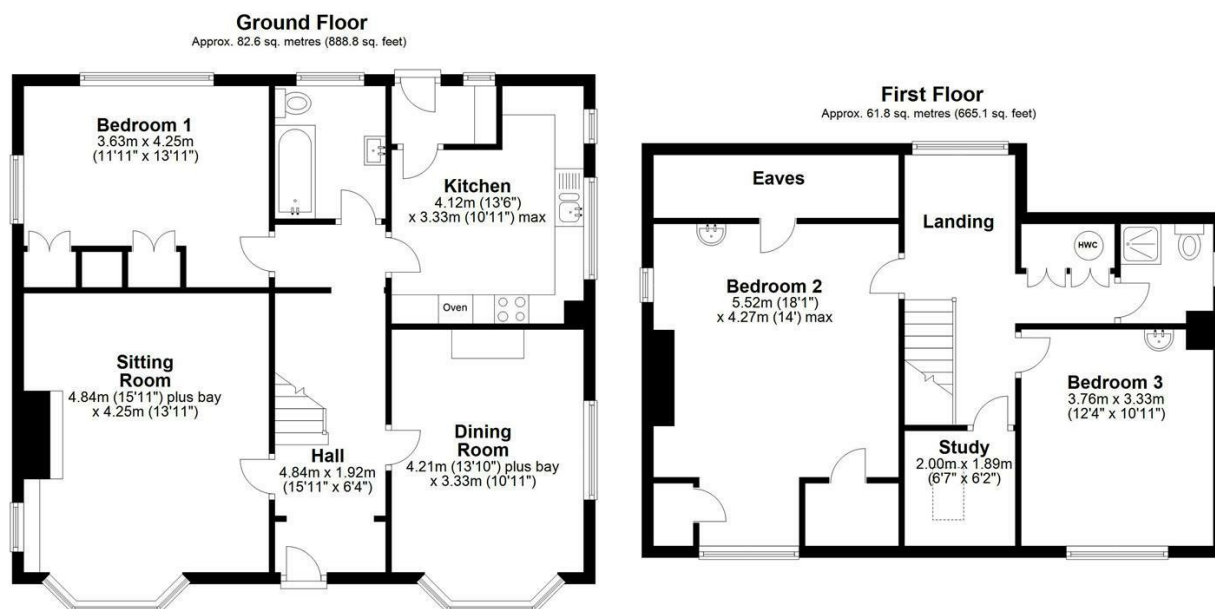 Ground Floor
Approx. 82.6 sq. metres (888.8 sq. feet)
Bedroom 1
3.63m x 4.25m
(11'11" x 13'11")
Kitchen
4.12m (13'6")
x 3.33m (10'11") max
Oven
Sitting
Room
4.84m (15'11") plus bay
x 4.25m (13'11")
Hall
4.84m x 1.92m
(15'11" x 6'4")
Dining
Room
4.21m (13'10") plus bay
x 3.33m (10'11")
First Floor
Approx. 61.8 sq. metres (665.1 sq. feet)
Eaves
Landing
HWC
Bedroom 2
5.52m (18'1")
x 4.27m (14') max
Bedroom 3
3.76m x 3.33m
(12'4" x 10'11")
Study
2.00m x 1.89m
(6'7" x 6'2")